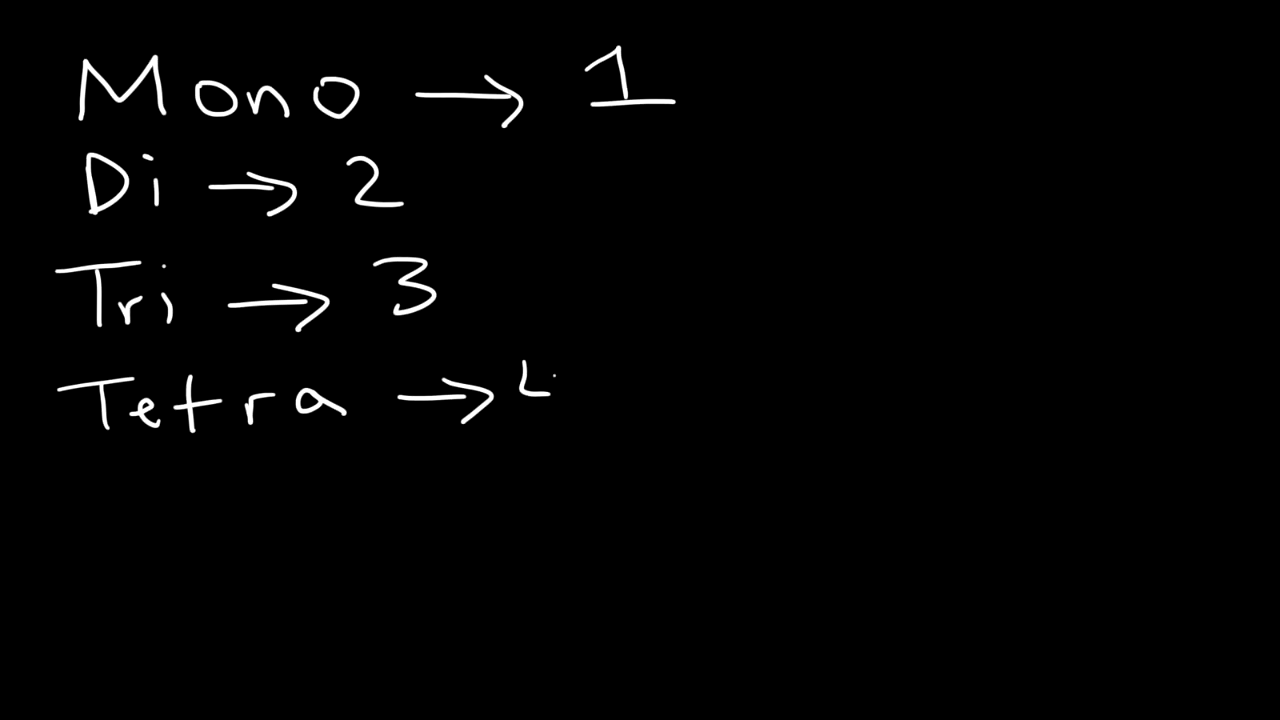 Mono → 1
Di → 2
Tri → 3
Tetra →